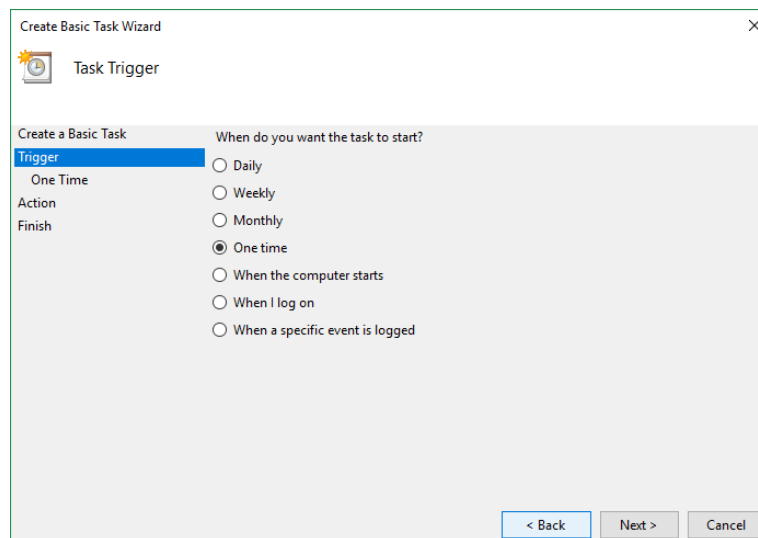 Create Basic Task Wizard
Task Trigger
Create a Basic Task
Trigger
One Time
Action
Finish
When do you want the task to start?
Daily
Weekly
Monthly
One time
When the computer starts
When I log on
When a specific event is logged
< Back
Next >
Cancel